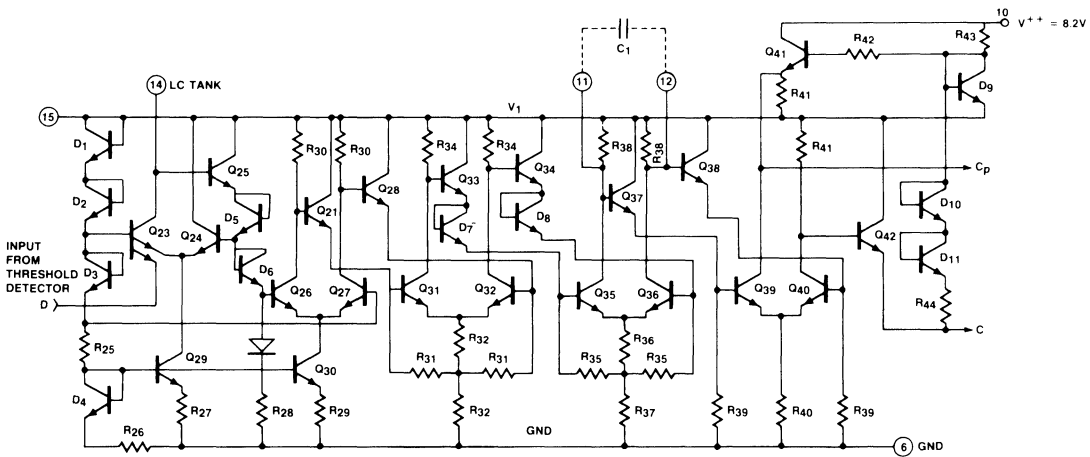 10
V++ = 8.2V
R42
R43
C1
Q41
14 LC TANK
11
12
D9
R41
15
V1
D1
R30
R30
R34
R34
R38
R38
R41
Q25
Q33
Q34
Q38
CP
D2
Q28
Q21
Q37
D5
D7
D8
D10
Q23
Q24
Q42
INPUT
FROM
THRESHOLD
DETECTOR
D
D3
D6
D11
Q26
Q27
Q31
Q32
Q35
Q36
Q39
Q40
R44
R25
R32
R36
C
Q29
R31
R31
R35
R35
Q30
D4
R27
R28
R29
R32
R37
R39
R40
R39
R26
GND
6 GND